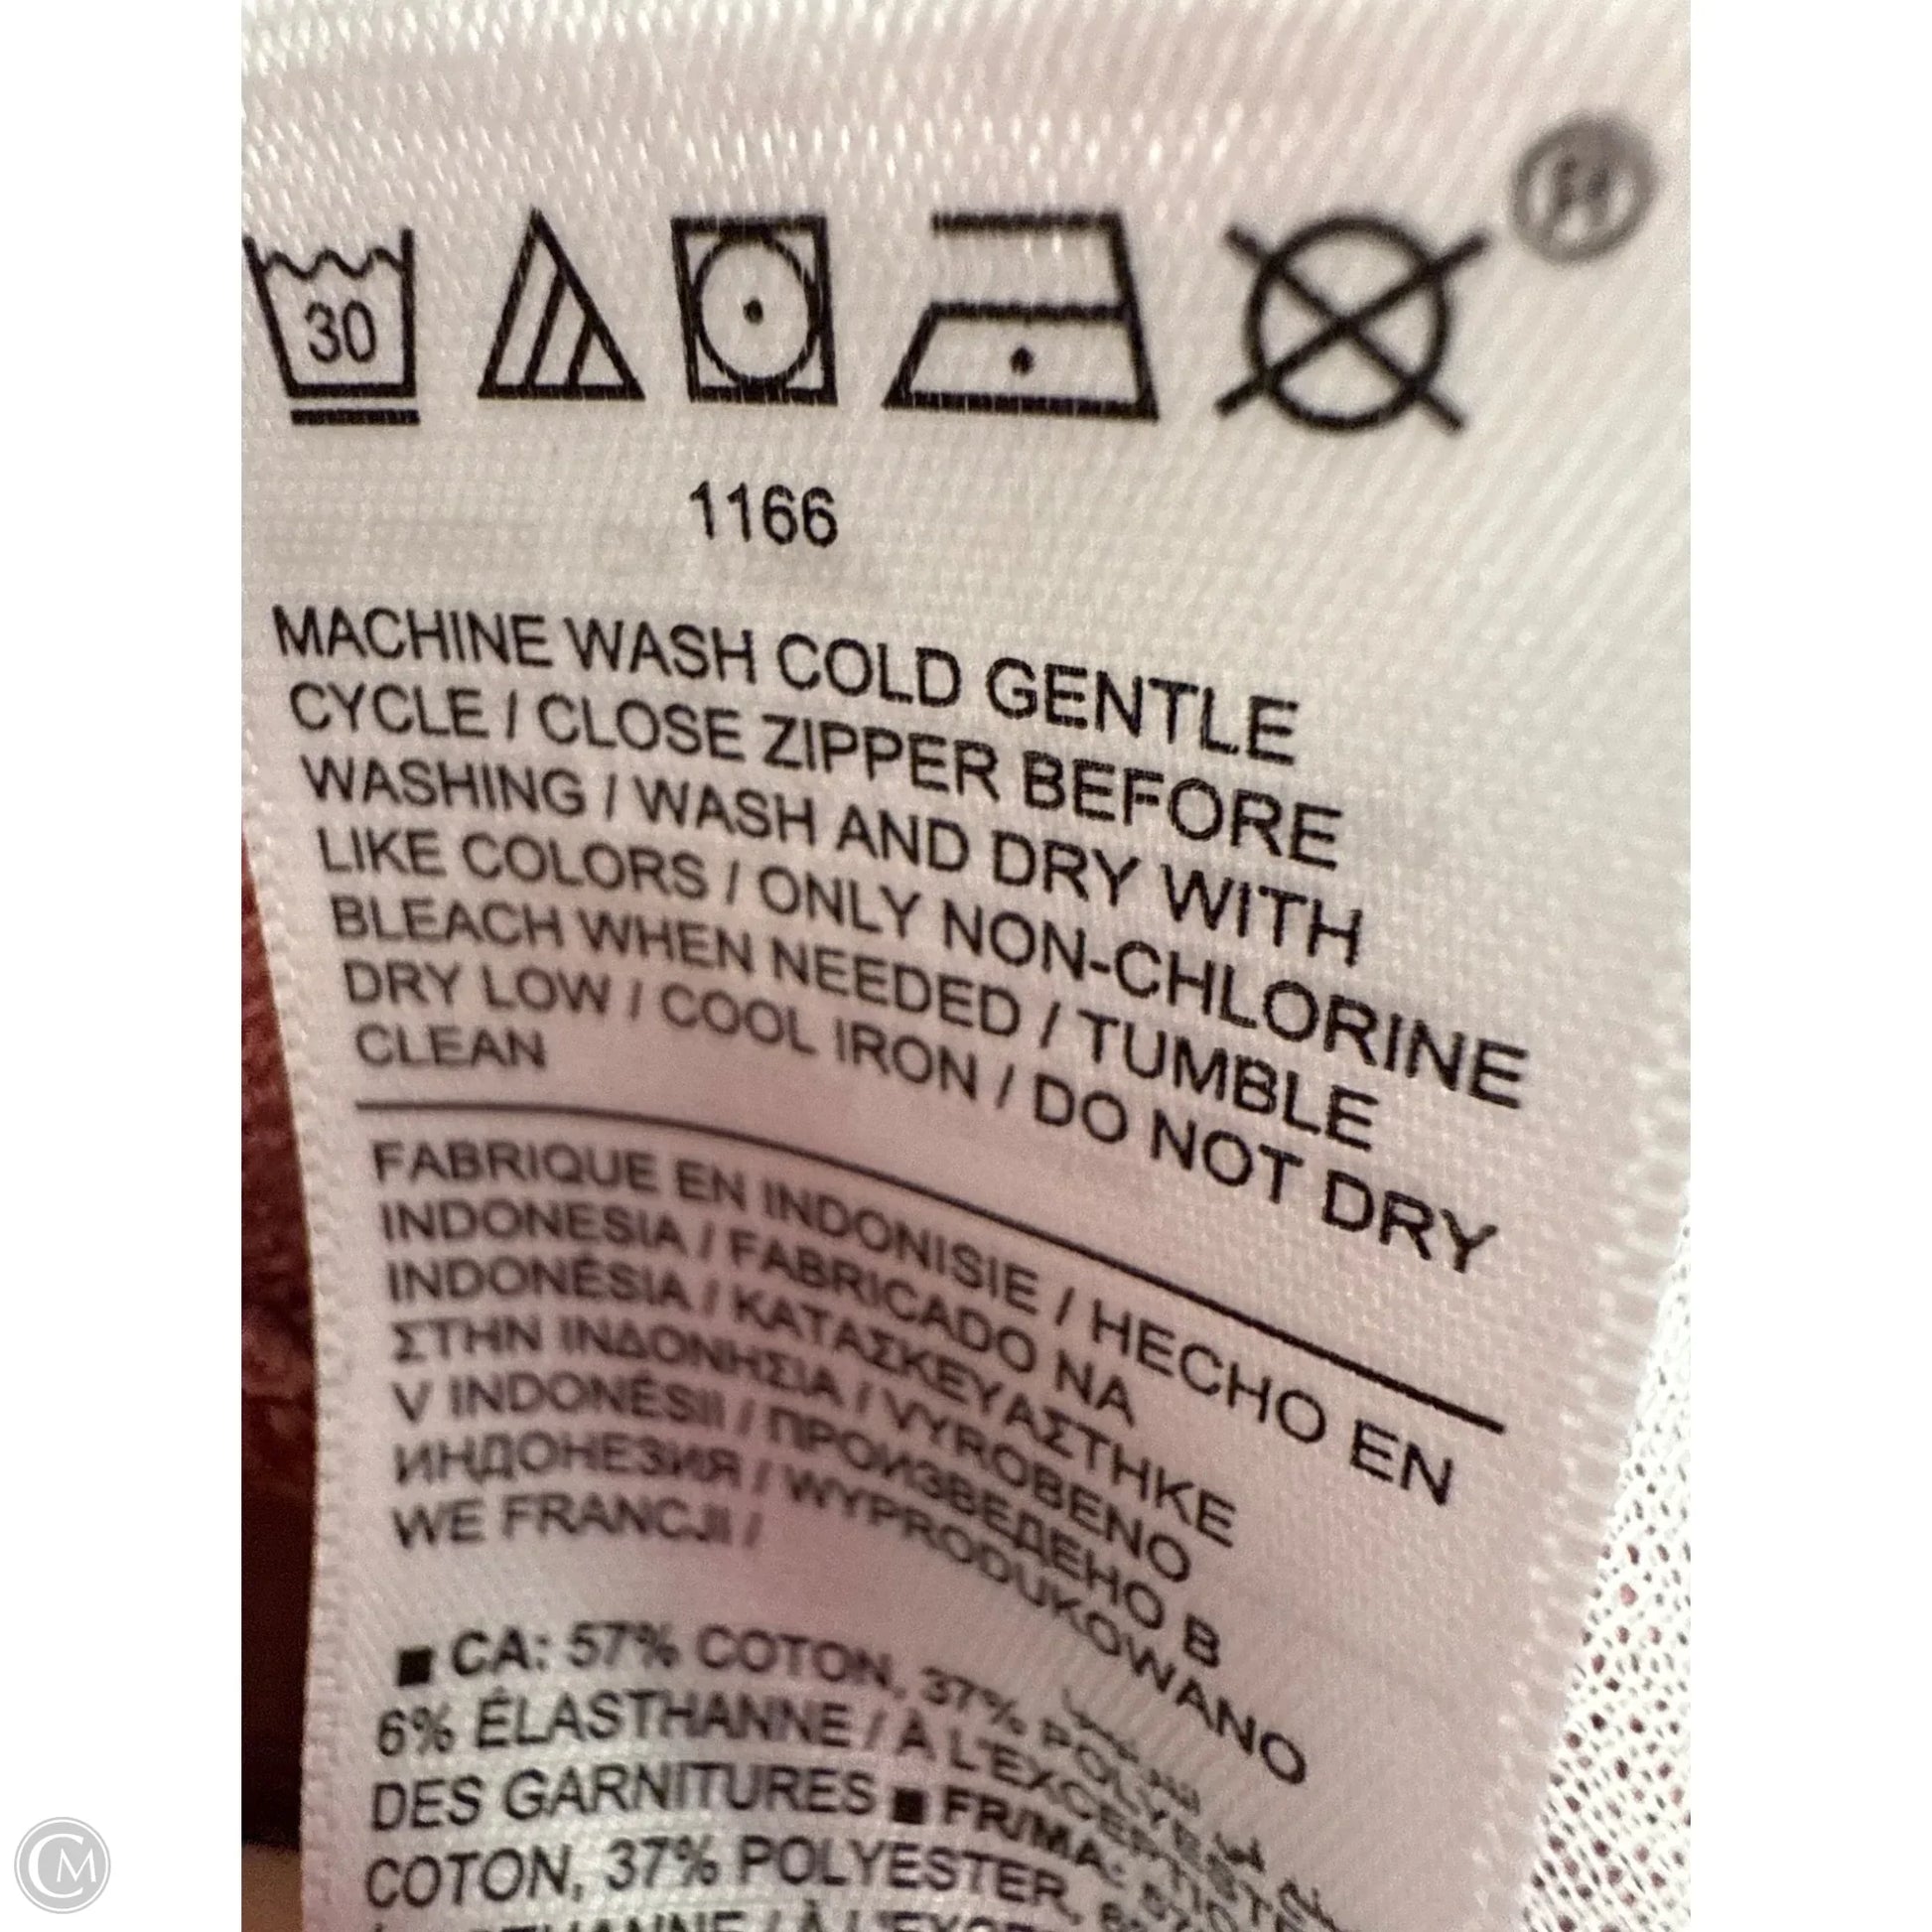 30
1166
MACHINE WASH COLD GENTLE
CYCLE / CLOSE ZIPPER BEFORE
WASHING / WASH AND DRY WITH
LIKE COLORS / ONLY NON-CHLORINE
BLEACH WHEN NEEDED / TUMBLE
DRY LOW / COOL IRON / DO NOT DRY
CLEAN
FABRIQUE EN INDONISIE / HECHO EN
INDONESIA / FABRICADO NA
INDONÉSIA / ΚΑΤΑΣΚΕΥΑΣΤΗΚΕ
ΣΤΗΝ ΙΝΔΟΝΗΣΙΑ / VYROBENO
V INDONÉSII / ПРОИЗВЕДЕНО В
ИНДОНЕЗИЯ / WYPRODUKOWANO
WE FRANCJI /
■ CA: 57% COTON, 37% POLYESTER
6% ÉLASTHANNE / À L'EXCEPTION
DES GARNITURES ■ FR/MA: 57%
COTON, 37% POLYESTER,
CM